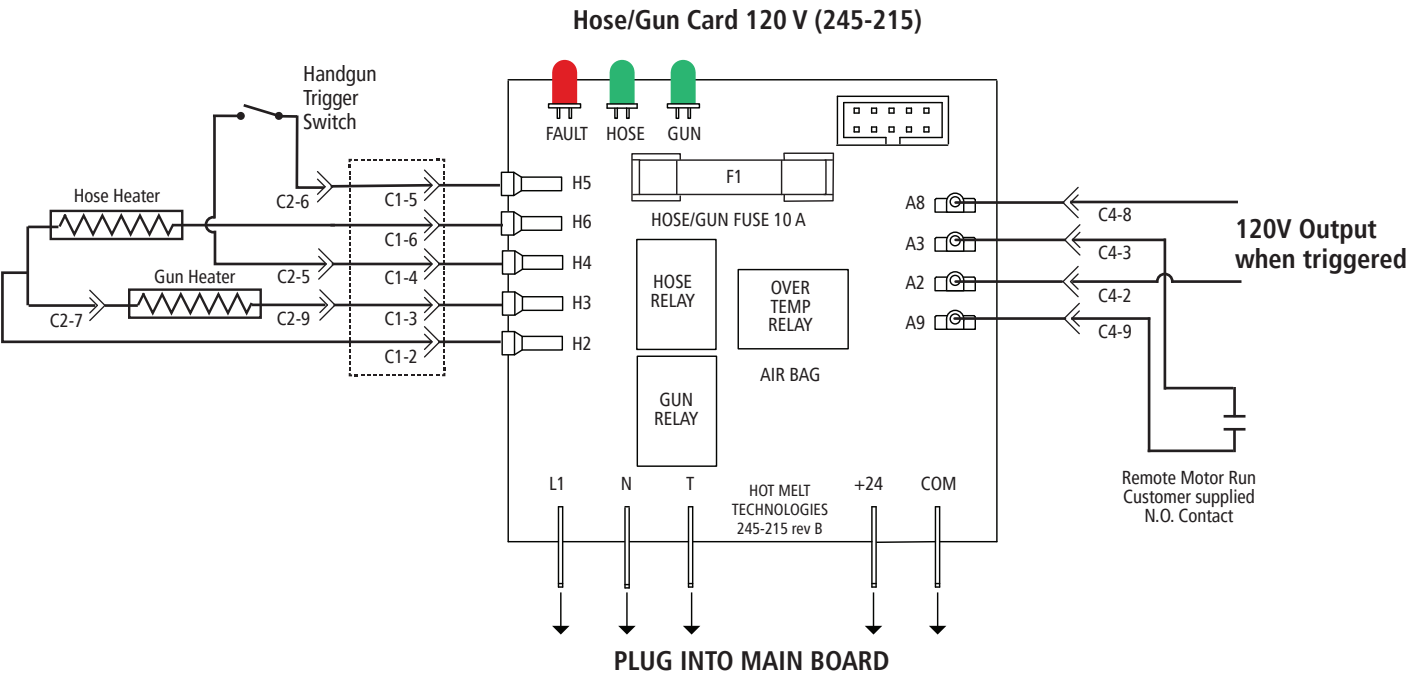 Hose/Gun Card 120 V (245-215)
Handgun
Trigger
Switch
FAULT
HOSE
GUN
F1
HOSE/GUN FUSE 10 A
Hose Heater
Gun Heater
C2-6
C1-5
C1-6
C2-5
C1-4
C2-7
C2-9
C1-3
C1-2
H5
H6
H4
H3
H2
HOSE
RELAY
OVER
TEMP
RELAY
AIR BAG
GUN
RELAY
A8
A3
A2
A9
C4-8
C4-3
C4-2
C4-9
120V Output
when triggered
Remote Motor Run
Customer supplied
N.O. Contact
L1
N
T
HOT MELT
TECHNOLOGIES
245-215 rev B
+24
COM
PLUG INTO MAIN BOARD